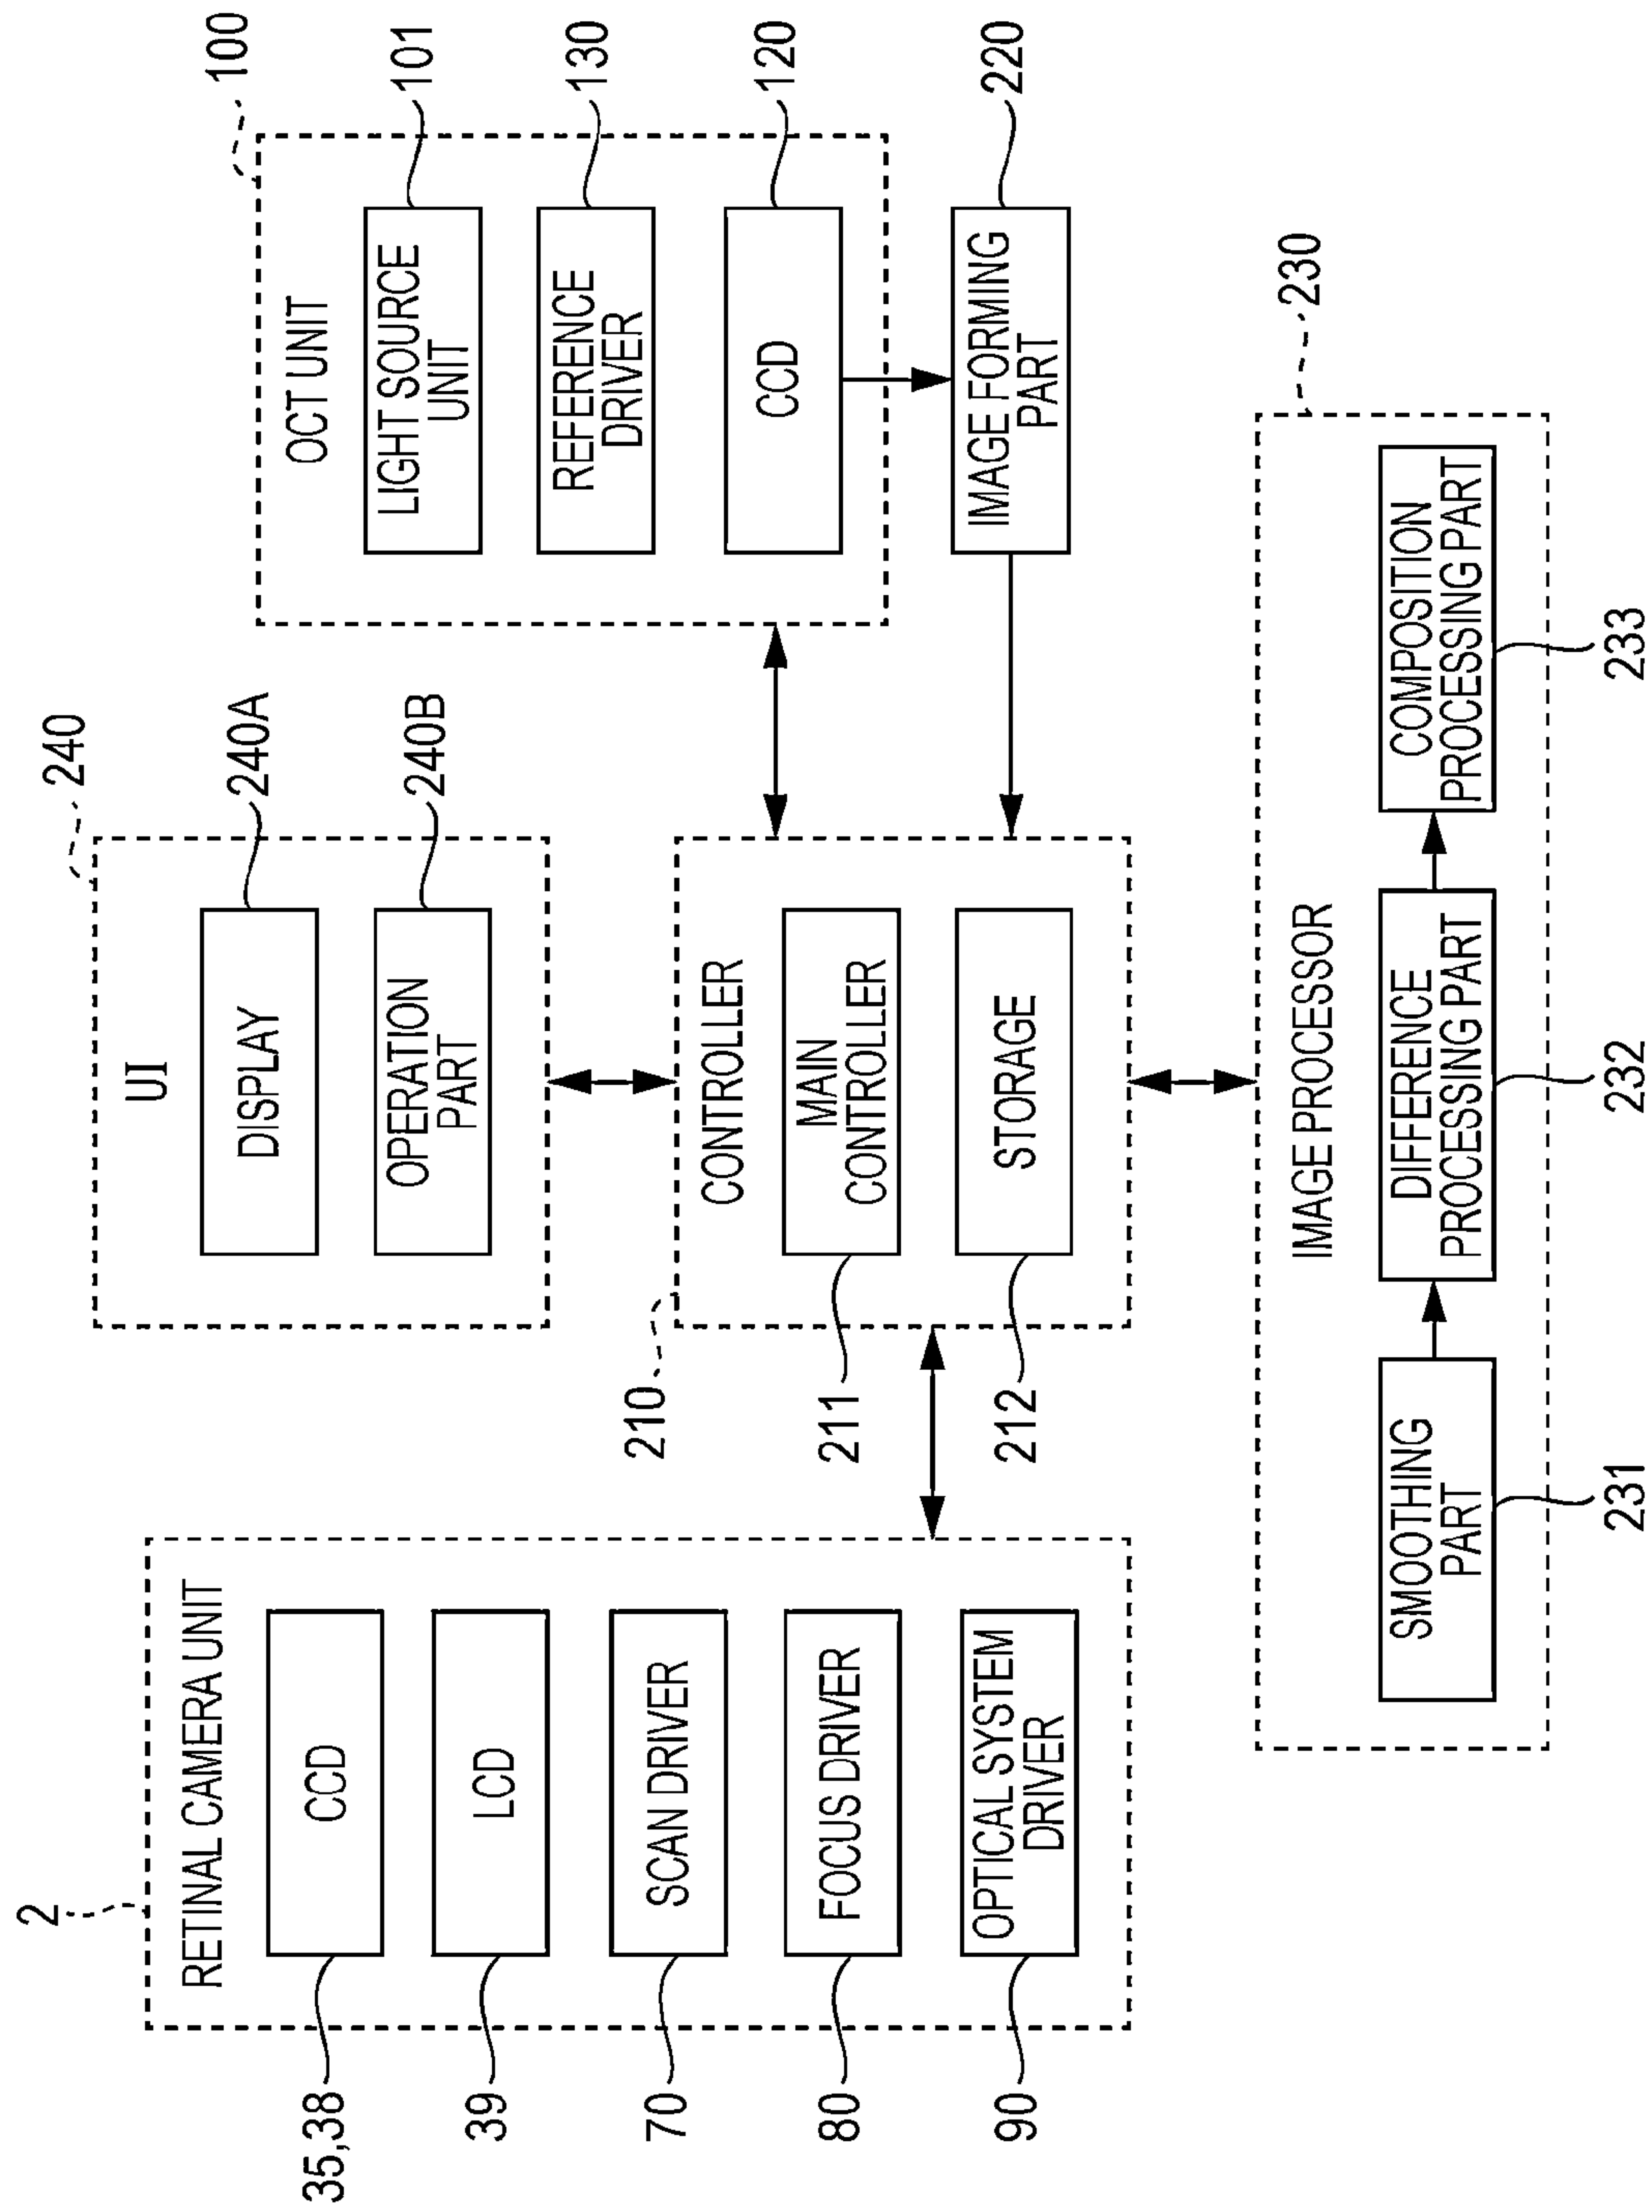 2
RETINAL CAMERA UNIT
CCD
35,38
LCD
39
SCAN DRIVER
70
FOCUS DRIVER
80
OPTICAL SYSTEM
DRIVER
90
240
UI
DISPLAY
240A
OPERATION
PART
240B
210
CONTROLLER
MAIN
CONTROLLER
211
STORAGE
212
100
OCT UNIT
LIGHT SOURCE
UNIT
101
REFERENCE
DRIVER
130
CCD
120
IMAGE FORMING
PART
220
230
IMAGE PROCESSOR
SMOOTHING
PART
231
DIFFERENCE
PROCESSING PART
232
COMPOSITION
PROCESSING PART
233